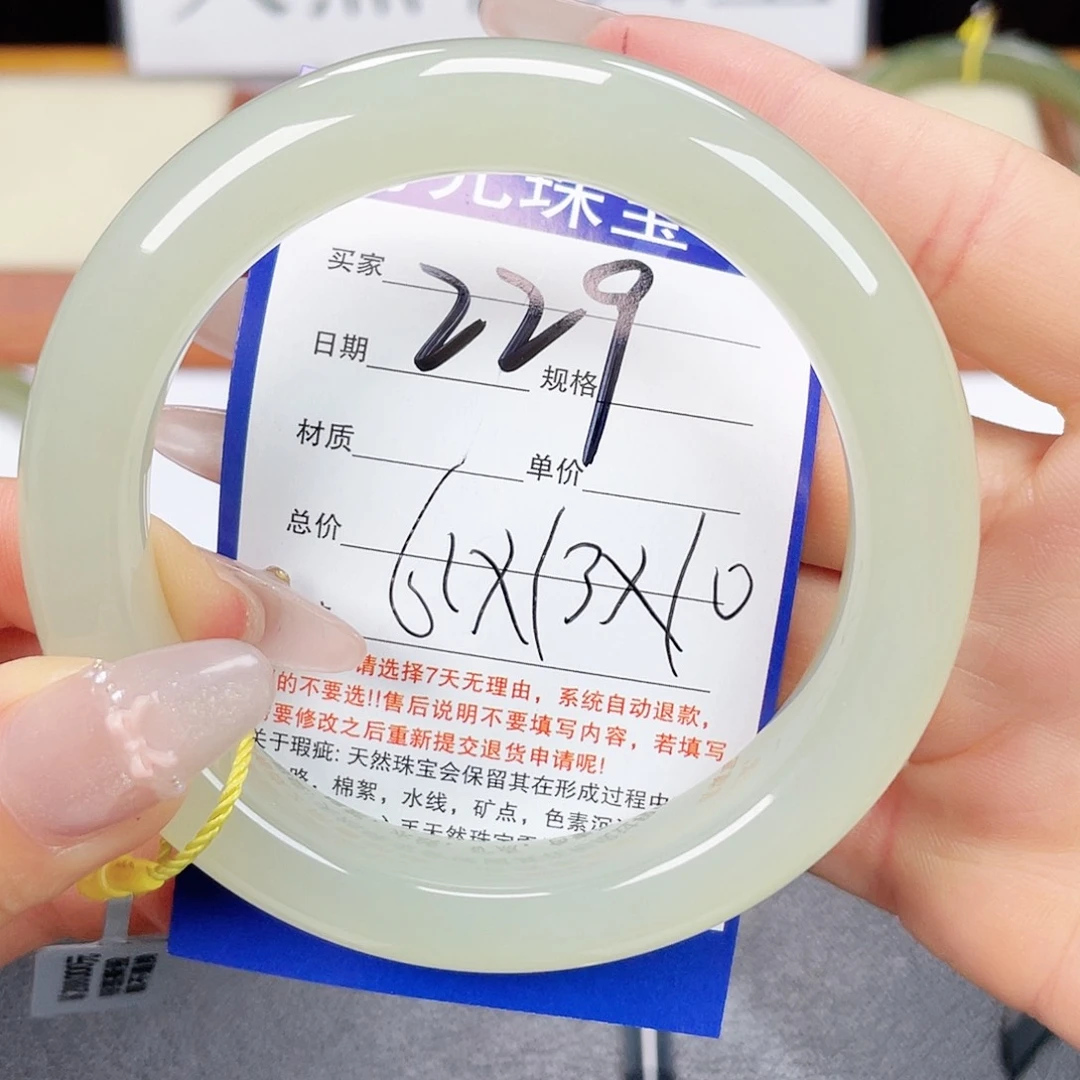 元珠宝
买家 229
日期 规格
材质 单价
总价 61X13X10
请选择7天无理由，系统自动退款，
的不要选!!售后说明不要填写内容，若填写
要修改之后重新提交退货申请呢!
关于瑕疵: 天然珠宝会保留其在形成过程中
棉絮，水线，矿点，色素沉
天然珠宝